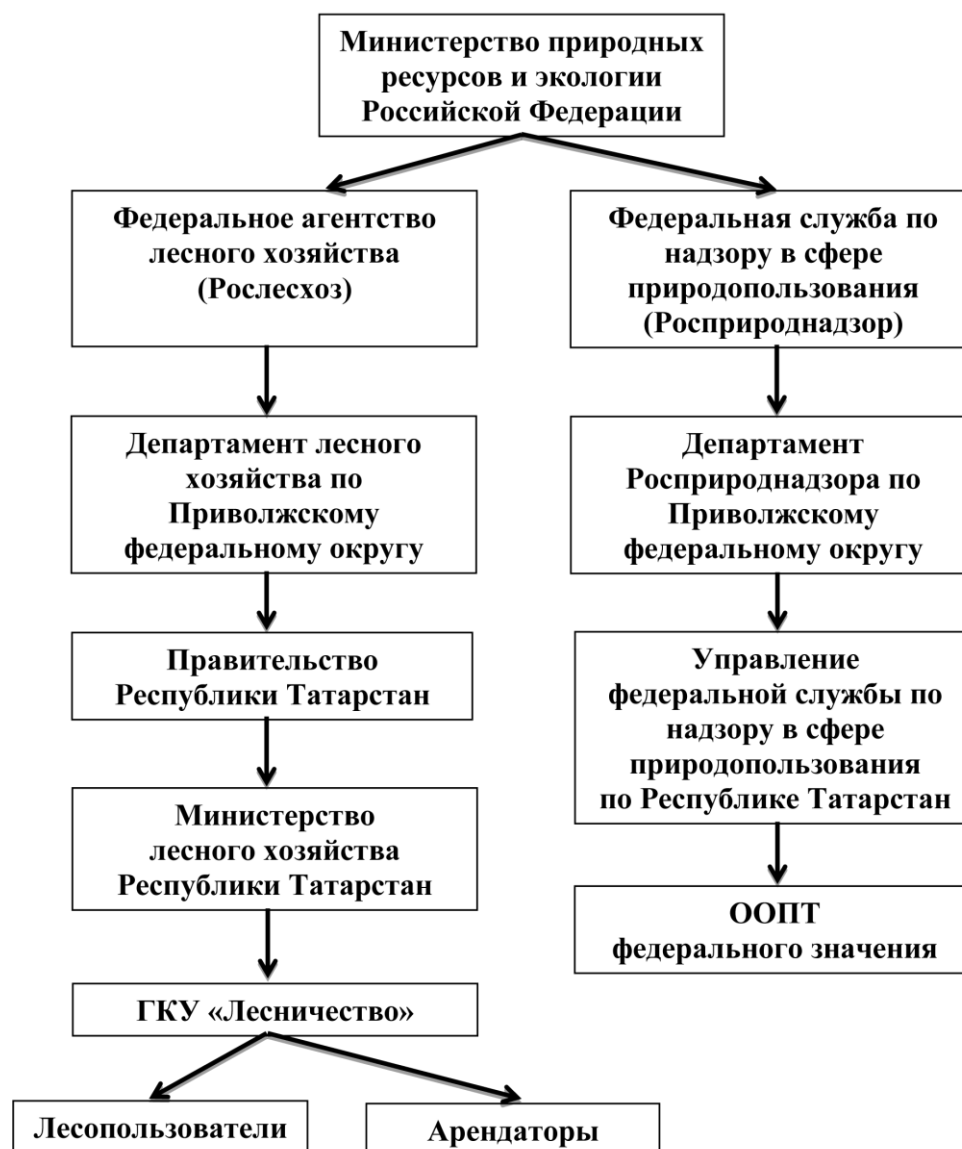 Министерство природных
ресурсов и экологии
Российской Федерации
Федеральное агентство
лесного хозяйства
(Рослесхоз)
Федеральная служба по
надзору в сфере
природопользования
(Росприроднадзор)
Департамент лесного
хозяйства по
Приволжскому
федеральному округу
Департамент
Росприроднадзора по
Приволжскому
федеральному округу
Правительство
Республики Татарстан
Управление
федеральной службы по
надзору в сфере
природопользования
по Республике Татарстан
Министерство
лесного хозяйства
Республики Татарстан
ООПТ
федерального значения
ГКУ «Лесничество»
Лесопользователи
Арендаторы